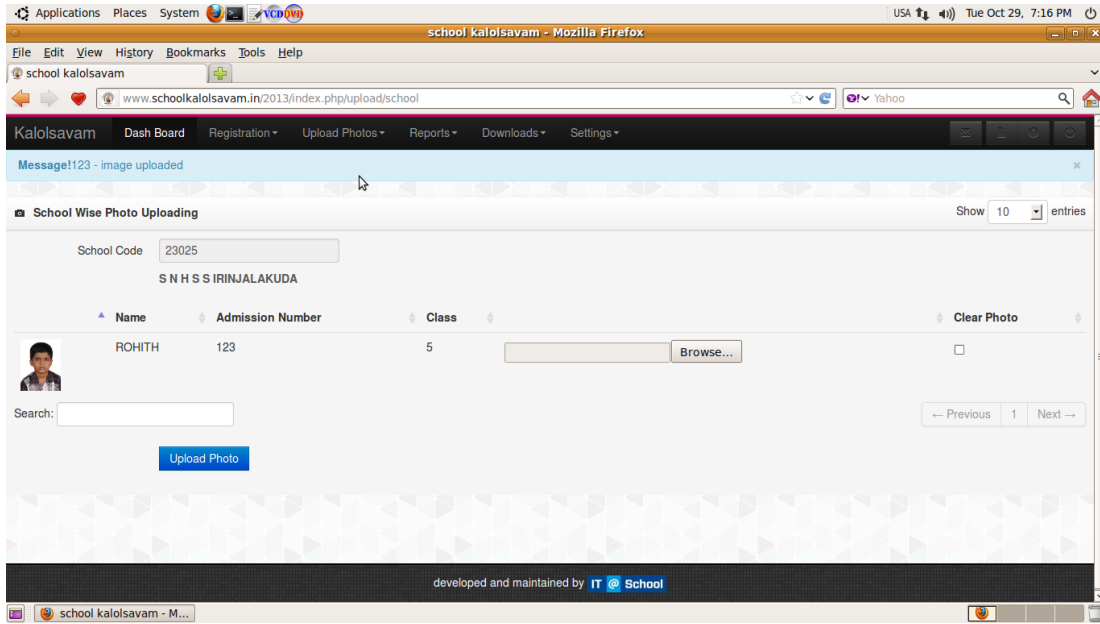 Applications Places System VCD DVD USA Tue Oct 29, 7:16 PM
school kalolsavam - Mozilla Firefox
File Edit View History Bookmarks Tools Help
school kalolsavam
www.schoolkalolsavam.in/2013/index.php/upload/school Yahoo
Kalolsavam Dash Board Registration Upload Photos Reports Downloads Settings
Message!123 - image uploaded ×
School Wise Photo Uploading Show 10 entries
School Code 23025
S N H S S IRINJALAKUDA
Name Admission Number Class Clear Photo
ROHITH 123 5 Browse...
Search: ← Previous 1 Next →
Upload Photo
developed and maintained by IT @ School
school kalolsavam - M...